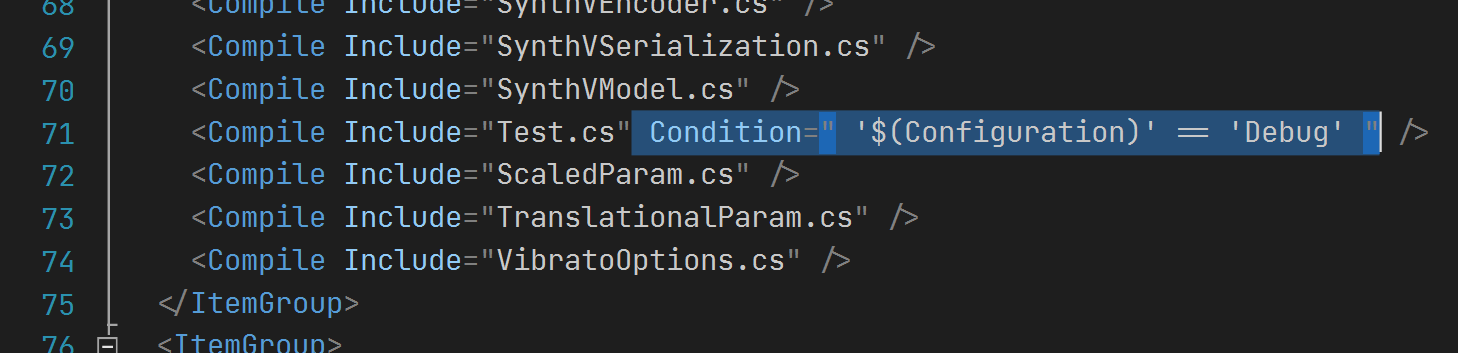 68 <Compile Include="SynthVEncoder.cs" />
69 <Compile Include="SynthVSerialization.cs" />
70 <Compile Include="SynthVModel.cs" />
71 <Compile Include="Test.cs" Condition=" '$(Configuration)' == 'Debug' " />
72 <Compile Include="ScaledParam.cs" />
73 <Compile Include="TranslationalParam.cs" />
74 <Compile Include="VibratoOptions.cs" />
75 </ItemGroup>
76 <ItemGroup>